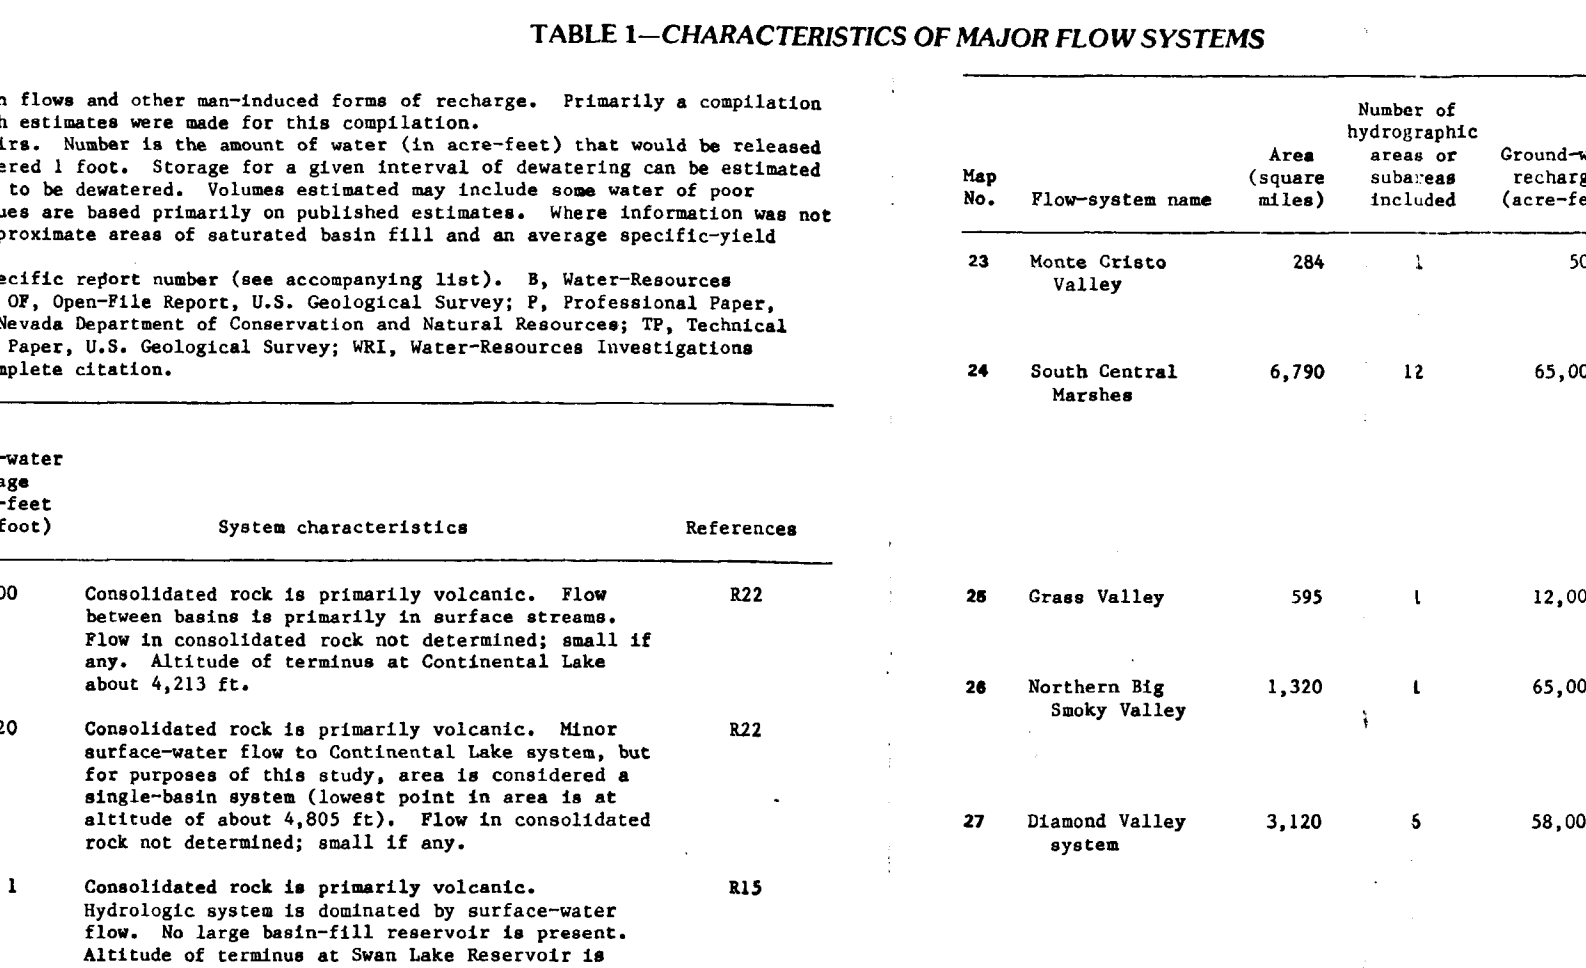 TABLE 1—CHARACTERISTICS OF MAJOR FLOW SYSTEMS
flows and other man-induced forms of recharge. Primarily a compilation
estimates were made for this compilation.
Number is the amount of water (in acre-feet) that would be released
1 foot. Storage for a given interval of dewatering can be estimated
to be dewatered. Volumes estimated may include some water of poor
are based primarily on published estimates. Where information was not
areas of saturated basin fill and an average specific-yield
report number (see accompanying list). B, Water-Resources
OF, Open-File Report, U.S. Geological Survey; P, Professional Paper,
Nevada Department of Conservation and Natural Resources; TP, Technical
Paper, U.S. Geological Survey; WRI, Water-Resources Investigations
citation.
-water
age
-feet
foot)
System characteristics References
00 Consolidated rock is primarily volcanic. Flow R22
between basins is primarily in surface streams.
Flow in consolidated rock not determined; small if
any. Altitude of terminus at Continental Lake
about 4,213 ft.
20 Consolidated rock is primarily volcanic. Minor R22
surface-water flow to Continental Lake system, but
for purposes of this study, area is considered a
single-basin system (lowest point in area is at
altitude of about 4,805 ft). Flow in consolidated
rock not determined; small if any.
1 Consolidated rock is primarily volcanic. R15
Hydrologic system is dominated by surface-water
flow. No large basin-fill reservoir is present.
Altitude of terminus at Swan Lake Reservoir is
Number of
hydrographic
Area areas or Ground-w
Map (square subareas recharg
No. Flow-system name miles) included (acre-fe
23 Monte Cristo 284 1 50
Valley
24 South Central 6,790 12 65,00
Marshes
25 Grass Valley 595 1 12,00
26 Northern Big 1,320 1 65,00
Smoky Valley
27 Diamond Valley 3,120 5 58,00
system